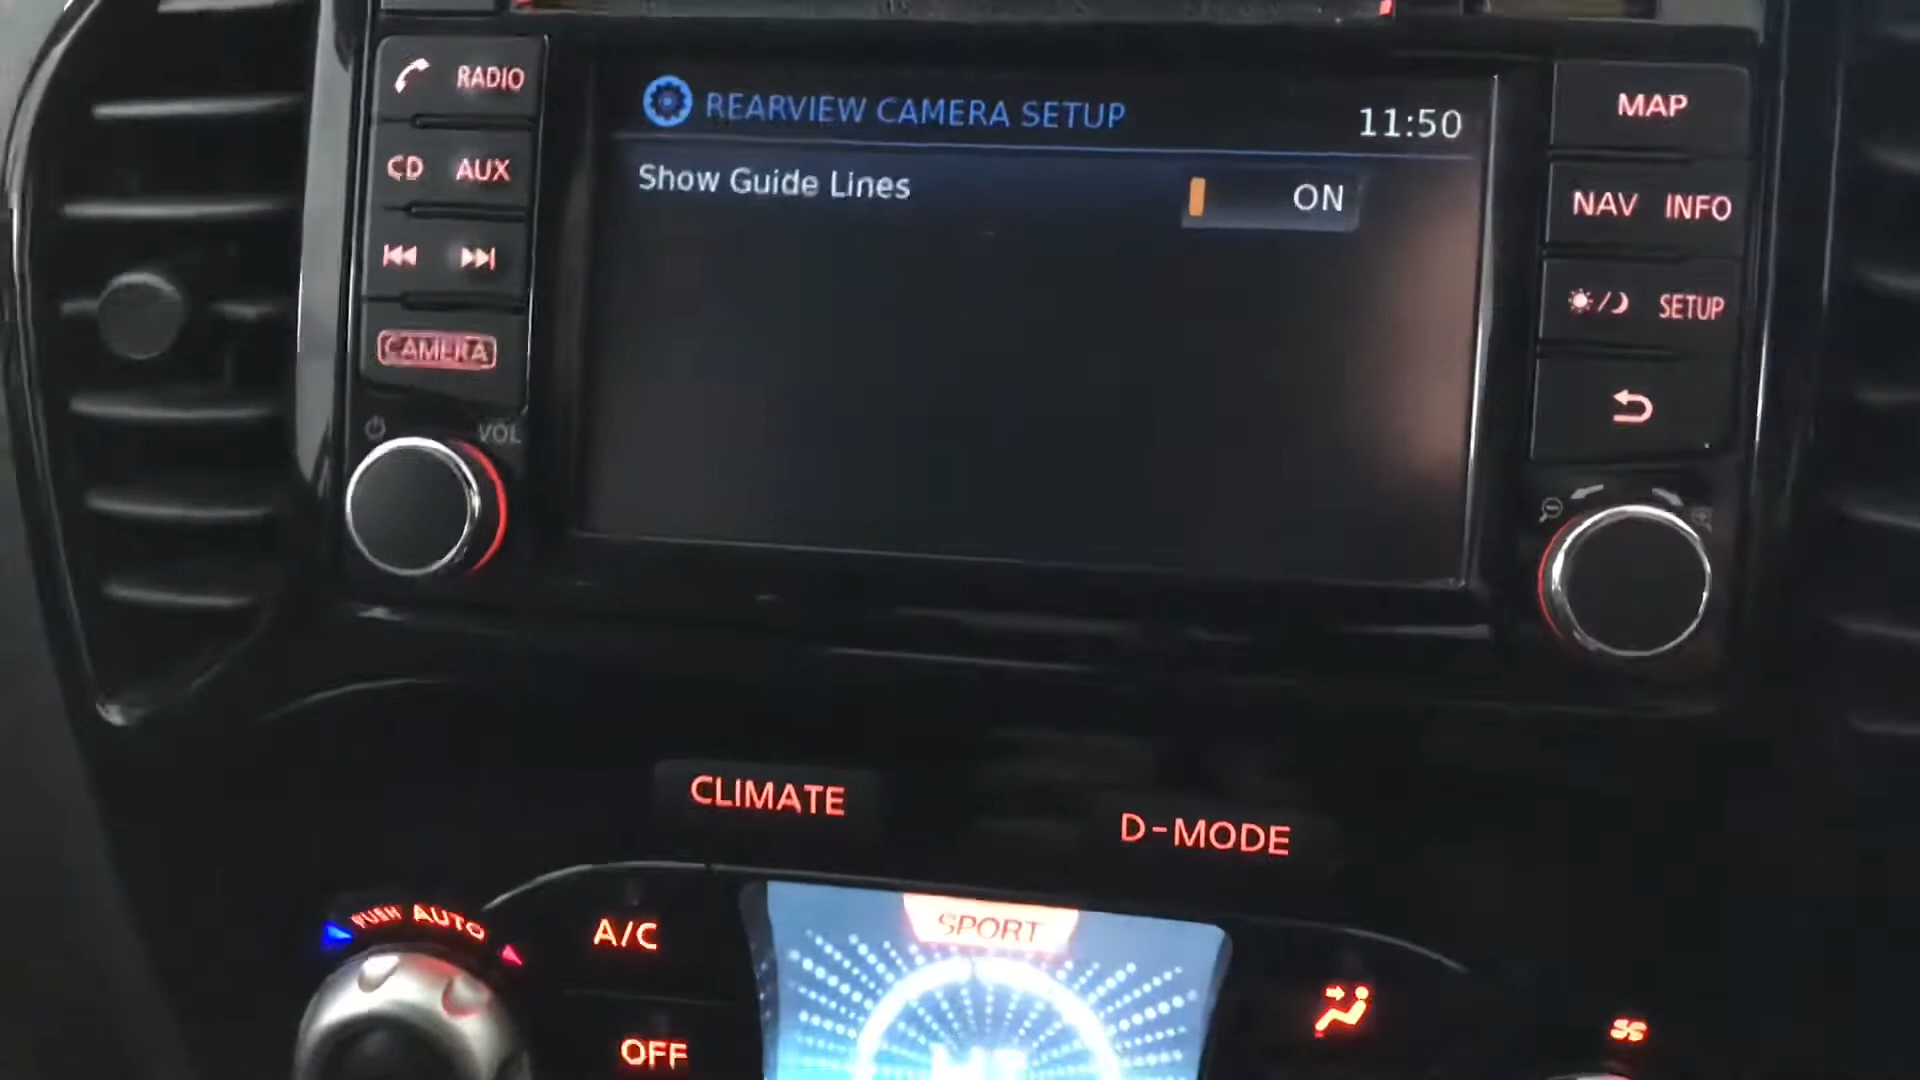 RADIO
CD AUX
CAMERA
VOL
REARVIEW CAMERA SETUP
11:50
Show Guide Lines
ON
MAP
NAV INFO
SETUP
CLIMATE
D-MODE
PUSH AUTO
A/C
OFF
SPORT